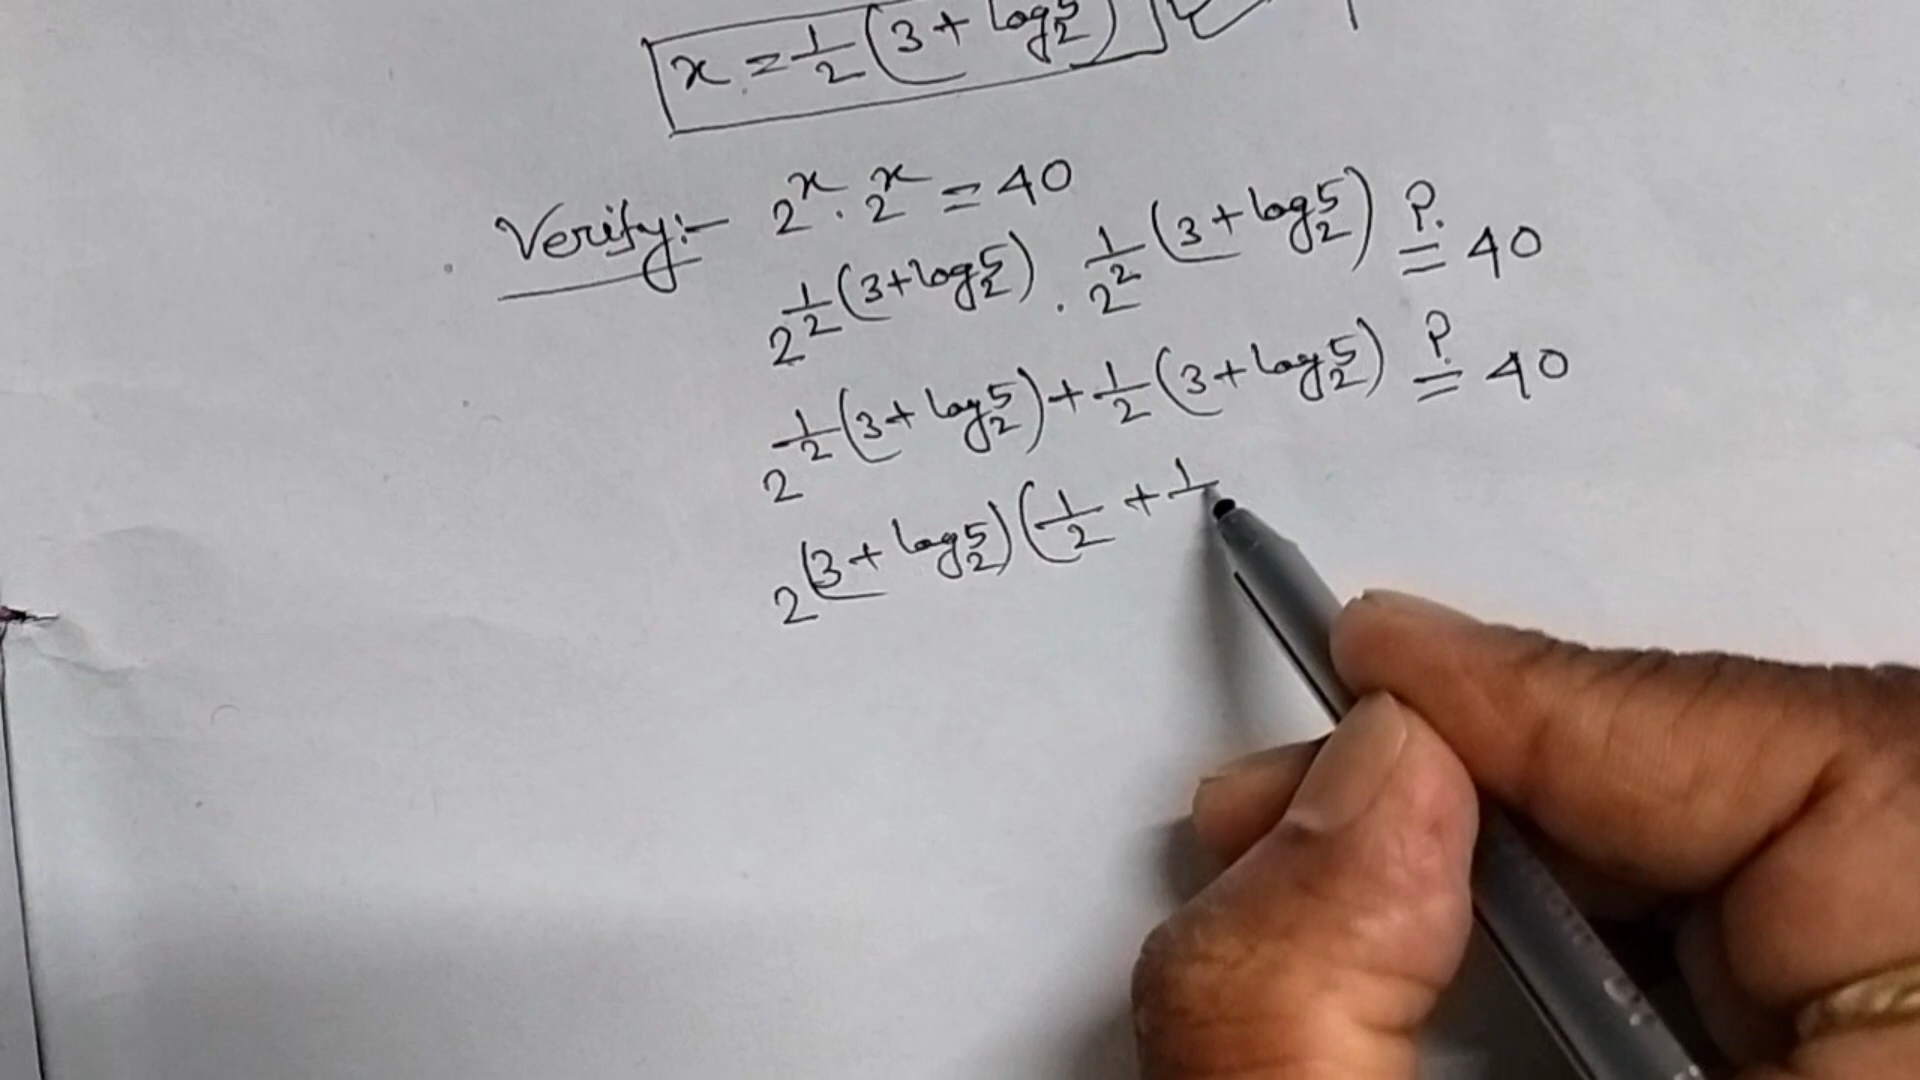 x = 1/2 (3 + log₂5)
Verify:- 2^x . 2^x = 40
2^(1/2 (3 + log₂5)) . 2^(1/2 (3 + log₂5)) ?= 40
2^(1/2 (3 + log₂5) + 1/2 (3 + log₂5)) ?= 40
2^((3 + log₂5) (1/2 + 1/